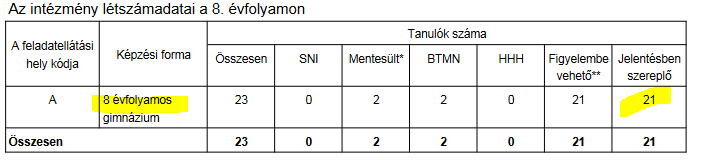 Az intézmény létszámadatai a 8. évfolyamon
A feladatellátási hely kódja
Képzési forma
Tanulók száma
Összesen SNI Mentesült* BTMN HHH Figyelembe vehető** Jelentésben szereplő
A 8 évfolyamos gimnázium 23 0 2 2 0 21 21
Összesen 23 0 2 2 0 21 21